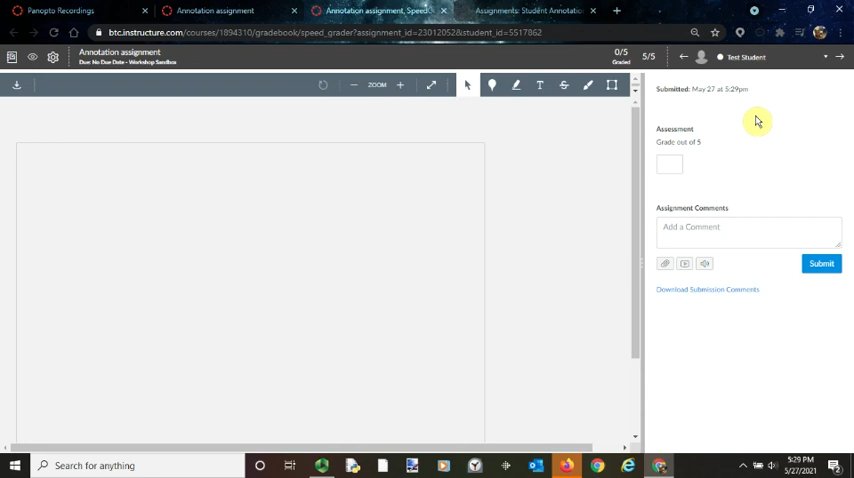 Panopto Recordings
Annotation assignment
Annotation assignment, SpeedG
Assignments: Student Annotation
btc.instructure.com/courses/1894310/gradebook/speed_grader?assignment_id=23012052&student_id=5517862
Annotation assignment
Due: No Due Date - Workshop Sandbox
0/5
Graded
5/5
Test Student
ZOOM
Submitted: May 27 at 5:29pm
Assessment
Grade out of 5
Assignment Comments
Add a Comment
Submit
Download Submission Comments
Search for anything
5:29 PM
5/27/2021
2